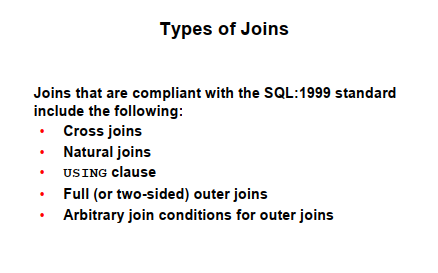 Types of Joins
Joins that are compliant with the SQL:1999 standard
include the following:
• Cross joins
• Natural joins
• USING clause
• Full (or two-sided) outer joins
• Arbitrary join conditions for outer joins